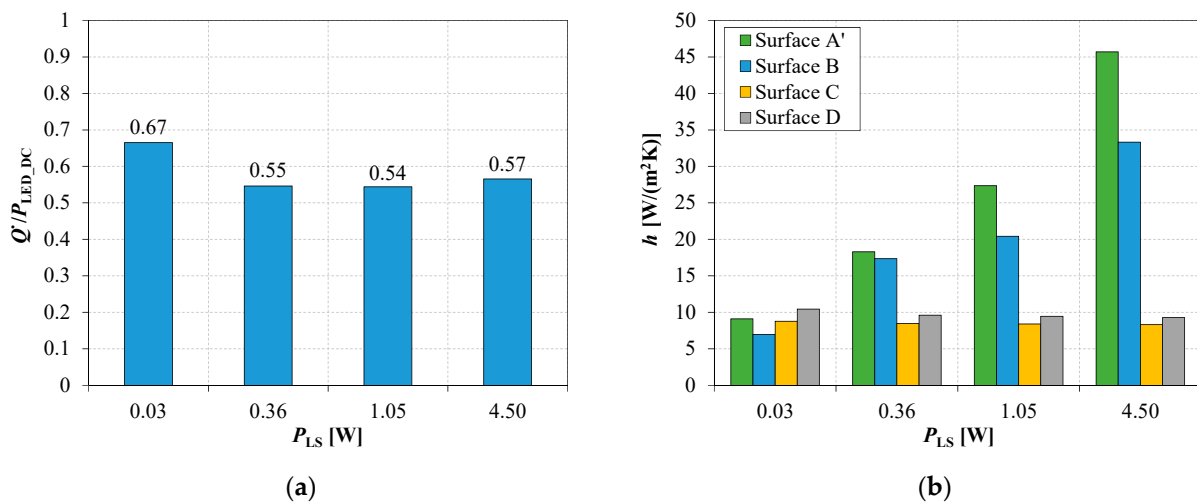 1
0.9
0.8
0.7
0.6
0.5
0.4
0.3
0.2
0.1
0
Q'/P_LED_DC
0.67
0.55
0.54
0.57
0.03 0.36 1.05 4.50
P_LS [W]
(a)
50
45
40
35
30
25
20
15
10
5
0
h [W/(m²K)]
Surface A'
Surface B
Surface C
Surface D
0.03 0.36 1.05 4.50
P_LS [W]
(b)